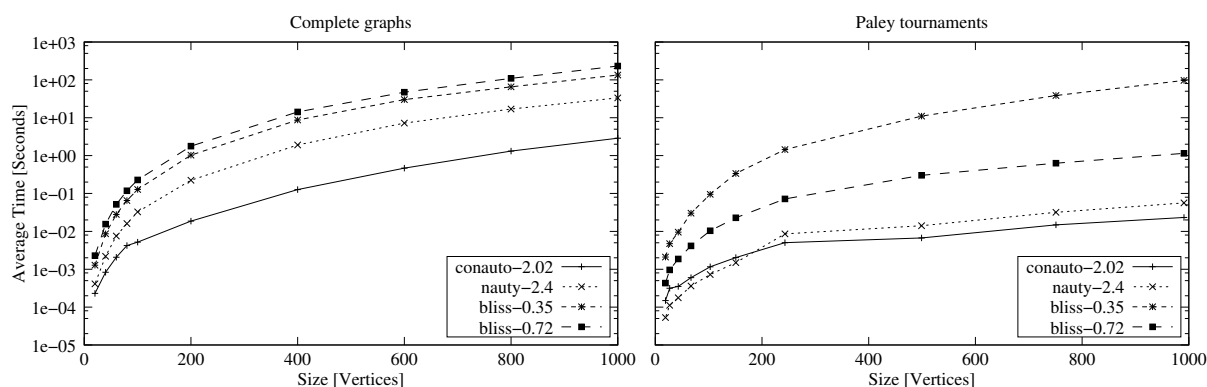 Complete graphs
Average Time [Seconds]
1e+03
1e+02
1e+01
1e+00
1e−01
1e−02
1e−03
1e−04
1e−05
0 200 400 600 800 1000
Size [Vertices]
conauto−2.02
nauty−2.4
bliss−0.35
bliss−0.72
Paley tournaments
0 200 400 600 800 1000
Size [Vertices]
conauto−2.02
nauty−2.4
bliss−0.35
bliss−0.72